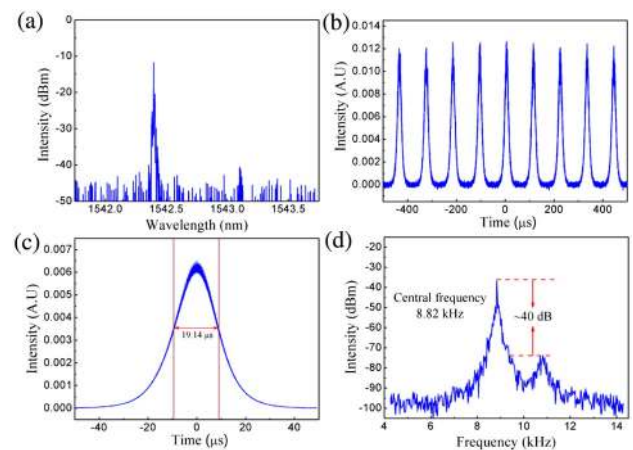 (a)
0
-10
-20
-30
-40
-50
Intensity (dBm)
1542.0 1542.5 1543.0 1543.5
Wavelength (nm)
(b)
0.014
0.012
0.010
0.008
0.006
0.004
0.002
0.000
Intensity (A.U)
-400 -200 0 200 400
Time (μs)
(c)
0.007
0.006
0.005
0.004
0.003
0.002
0.001
0.000
Intensity (A.U)
19.14 μs
-40 -20 0 20 40
Time (μs)
(d)
-20
-30
-40
-50
-60
-70
-80
-90
-100
Intensity (dBm)
Central frequency
8.82 kHz
~40 dB
4 6 8 10 12 14
Frequency (kHz)